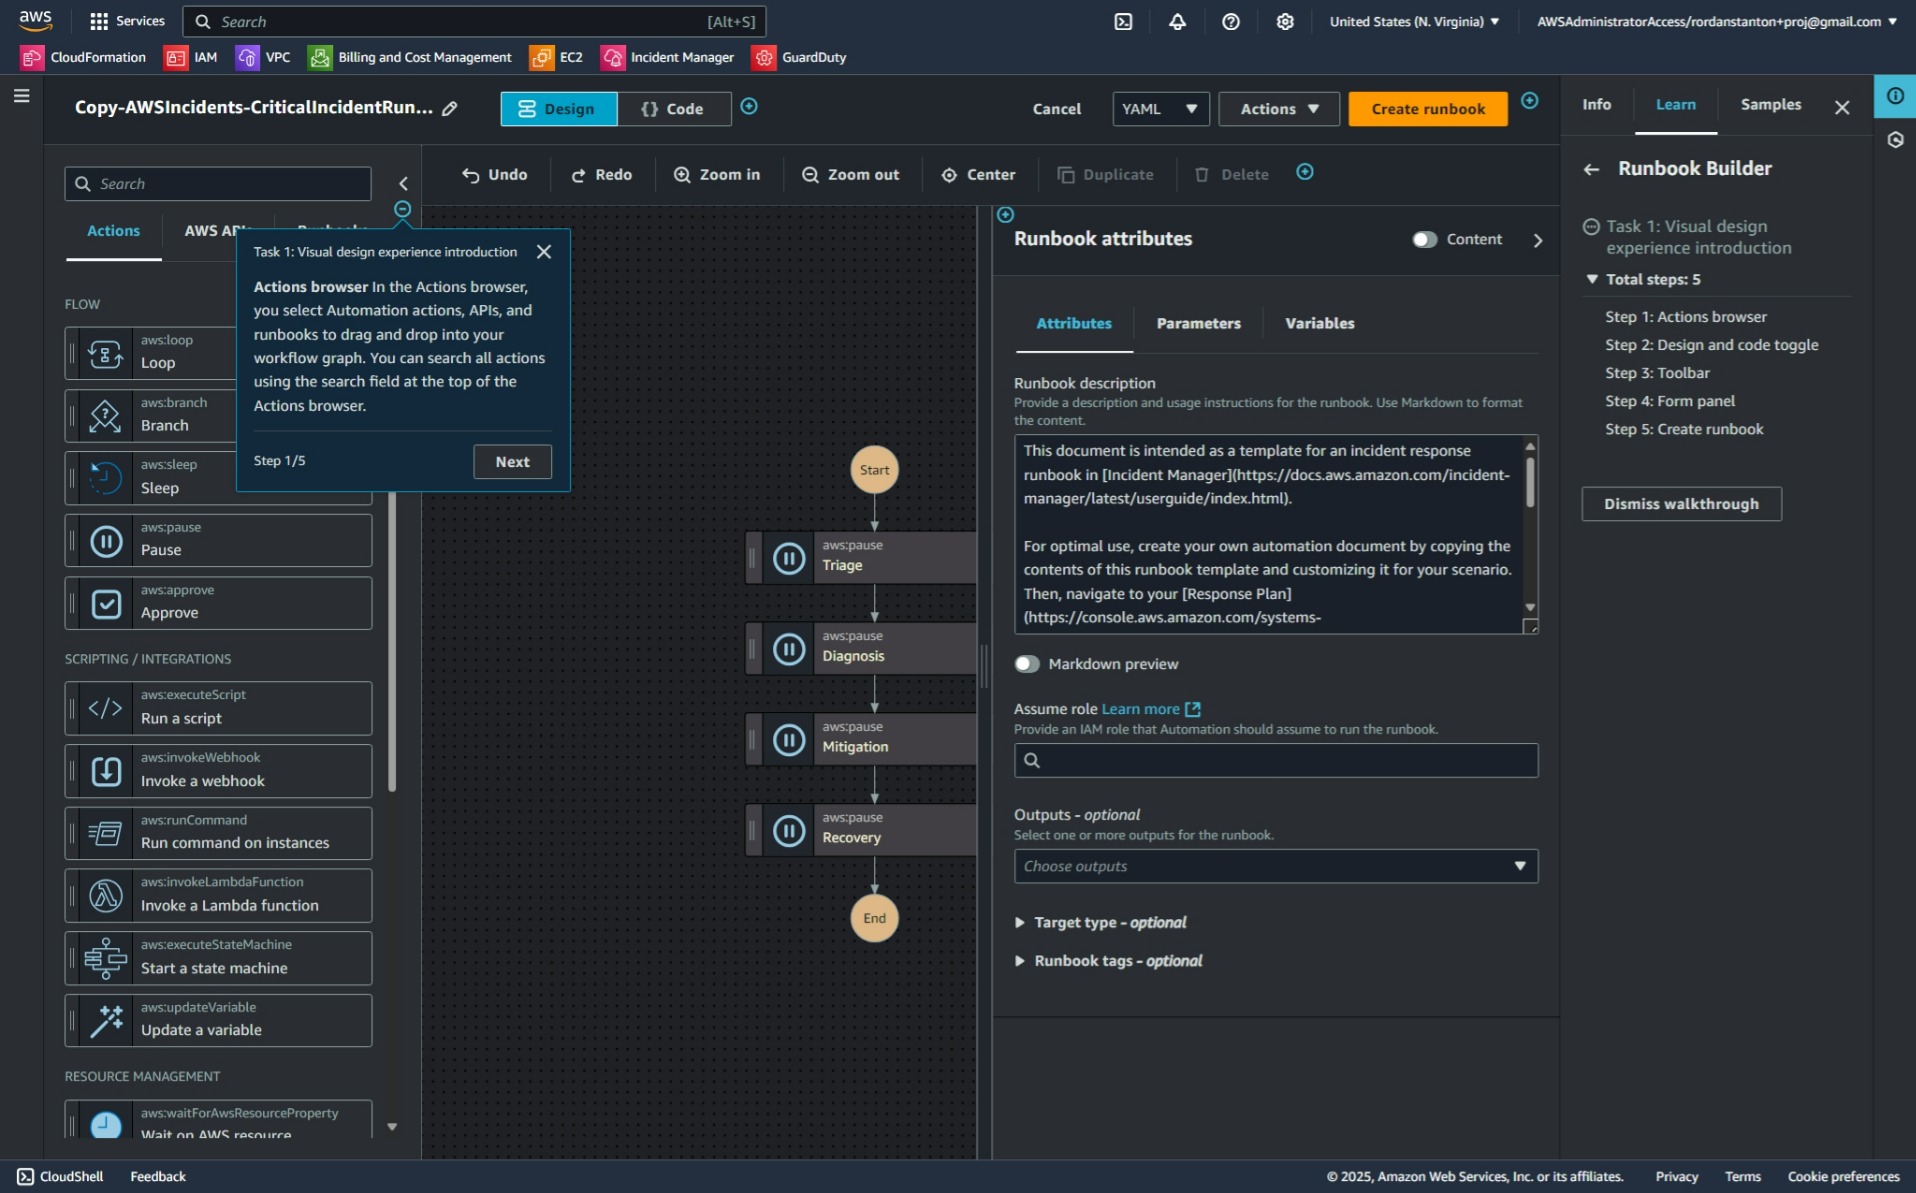 aws
Services
Search
[Alt+S]
United States (N. Virginia)
AWSAdministratorAccess/rordanstanton+proj@gmail.com
CloudFormation
IAM
VPC
Billing and Cost Management
EC2
Incident Manager
GuardDuty
Copy-AWSIncidents-CriticalIncidentRun...
Design
{} Code
Cancel
YAML
Actions
Create runbook
Info
Learn
Samples
Search
Undo
Redo
Zoom in
Zoom out
Center
Duplicate
Delete
Actions
AWS APIs
Task 1: Visual design experience introduction
Actions browser In the Actions browser,
you select Automation actions, APIs, and
runbooks to drag and drop into your
workflow graph. You can search all actions
using the search field at the top of the
Actions browser.
Step 1/5
Next
FLOW
aws:loop
Loop
aws:branch
Branch
aws:sleep
Sleep
aws:pause
Pause
aws:approve
Approve
SCRIPTING / INTEGRATIONS
aws:executeScript
Run a script
aws:invokeWebhook
Invoke a webhook
aws:runCommand
Run command on instances
aws:invokeLambdaFunction
Invoke a Lambda function
aws:executeStateMachine
Start a state machine
aws:updateVariable
Update a variable
RESOURCE MANAGEMENT
aws:waitForAwsResourceProperty
Wait on AWS resource
Start
aws:pause
Triage
aws:pause
Diagnosis
aws:pause
Mitigation
aws:pause
Recovery
End
Runbook attributes
Content
Attributes
Parameters
Variables
Runbook description
Provide a description and usage instructions for the runbook. Use Markdown to format
the content.
This document is intended as a template for an incident response
runbook in [Incident Manager](https://docs.aws.amazon.com/incident-
manager/latest/userguide/index.html).
For optimal use, create your own automation document by copying the
contents of this runbook template and customizing it for your scenario.
Then, navigate to your [Response Plan]
(https://console.aws.amazon.com/systems-
Markdown preview
Assume role Learn more
Provide an IAM role that Automation should assume to run the runbook.
Outputs - optional
Select one or more outputs for the runbook.
Choose outputs
Target type - optional
Runbook tags - optional
Runbook Builder
Task 1: Visual design
experience introduction
Total steps: 5
Step 1: Actions browser
Step 2: Design and code toggle
Step 3: Toolbar
Step 4: Form panel
Step 5: Create runbook
Dismiss walkthrough
CloudShell
Feedback
© 2025, Amazon Web Services, Inc. or its affiliates.
Privacy
Terms
Cookie preferences